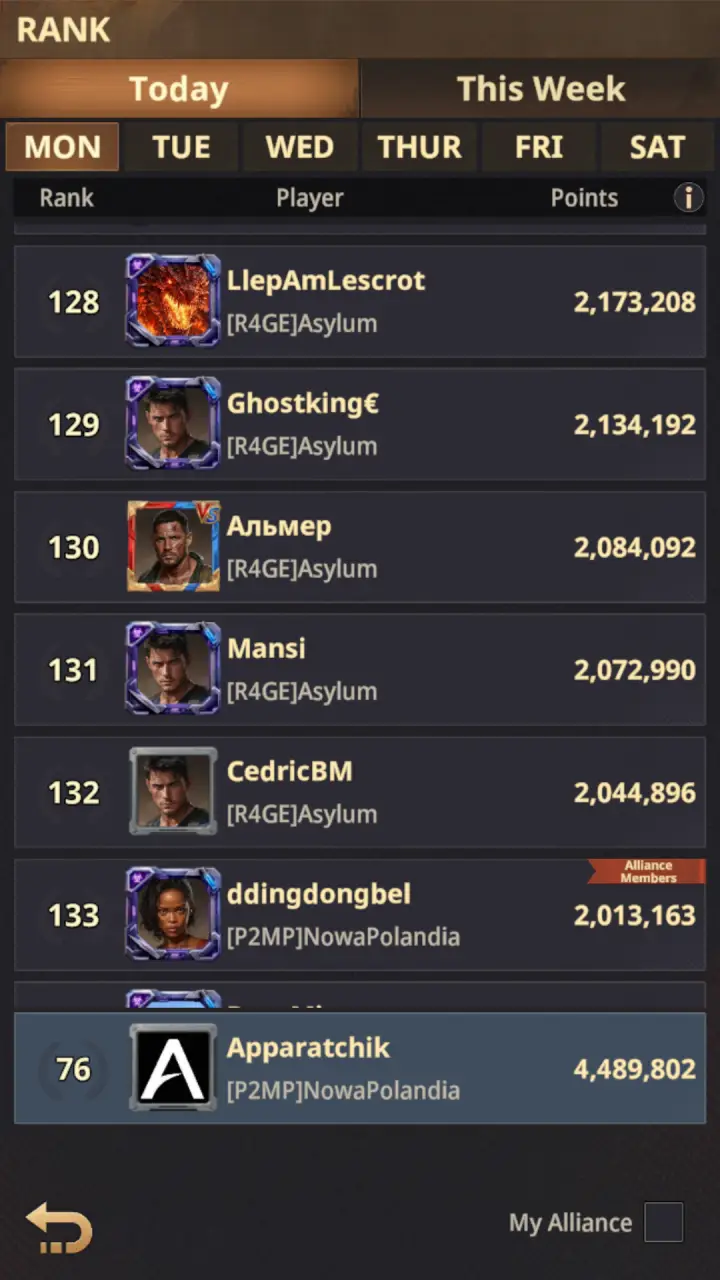 RANK
Today
This Week
MON
TUE
WED
THUR
FRI
SAT
Rank
Player
Points
128
LlepAmLescrot
[R4GE]Asylum
2,173,208
129
Ghostking€
[R4GE]Asylum
2,134,192
130
VS
Альмер
[R4GE]Asylum
2,084,092
131
Mansi
[R4GE]Asylum
2,072,990
132
CedricBM
[R4GE]Asylum
2,044,896
Alliance
Members
133
ddingdongbel
[P2MP]NowaPolandia
2,013,163
76
Apparatchik
[P2MP]NowaPolandia
4,489,802
My Alliance